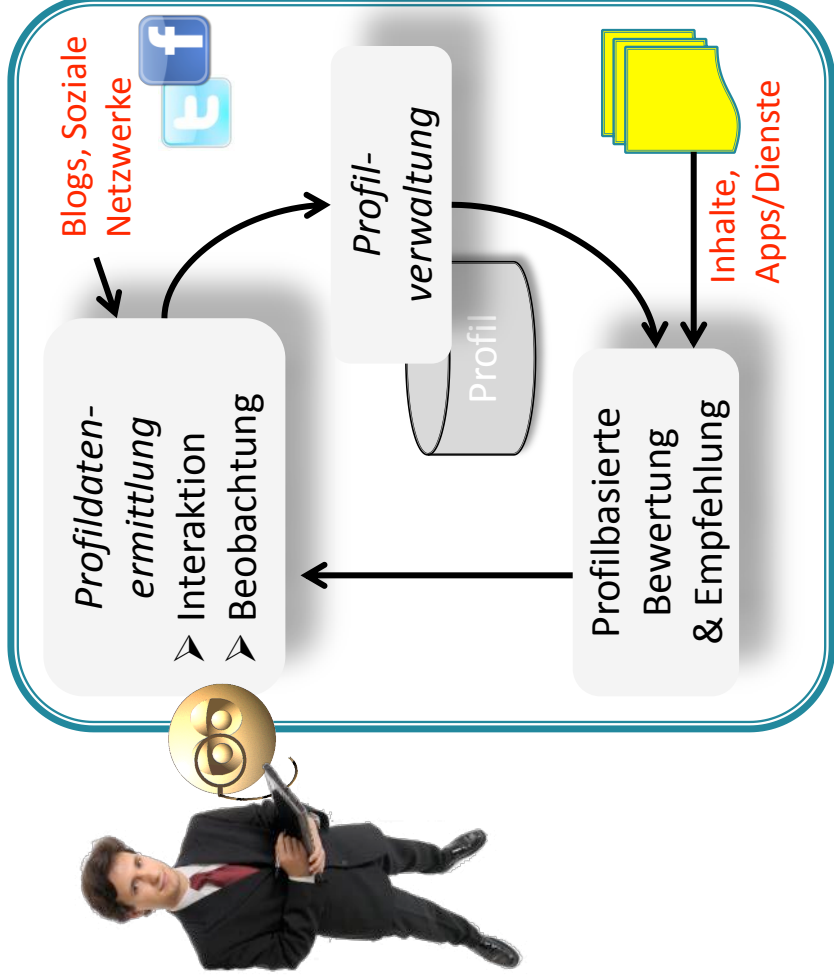 Profildaten-
ermittlung
➢ Interaktion
➢ Beobachtung
Blogs, Soziale
Netzwerke
t
f
Profil-
verwaltung
Profil
Profilbasierte
Bewertung
& Empfehlung
Inhalte,
Apps/Dienste